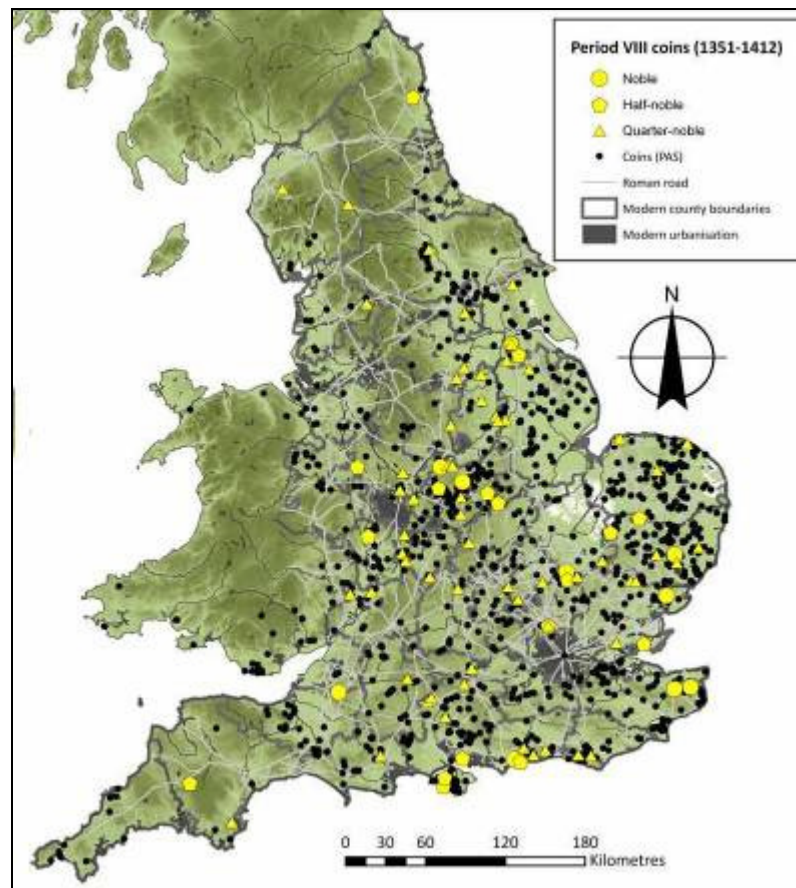 Period VIII coins (1351-1412)
Noble
Half-noble
Quarter-noble
Coins (PAS)
Roman road
Modern county boundaries
Modern urbanisation
N
0 30 60 120 180
Kilometres